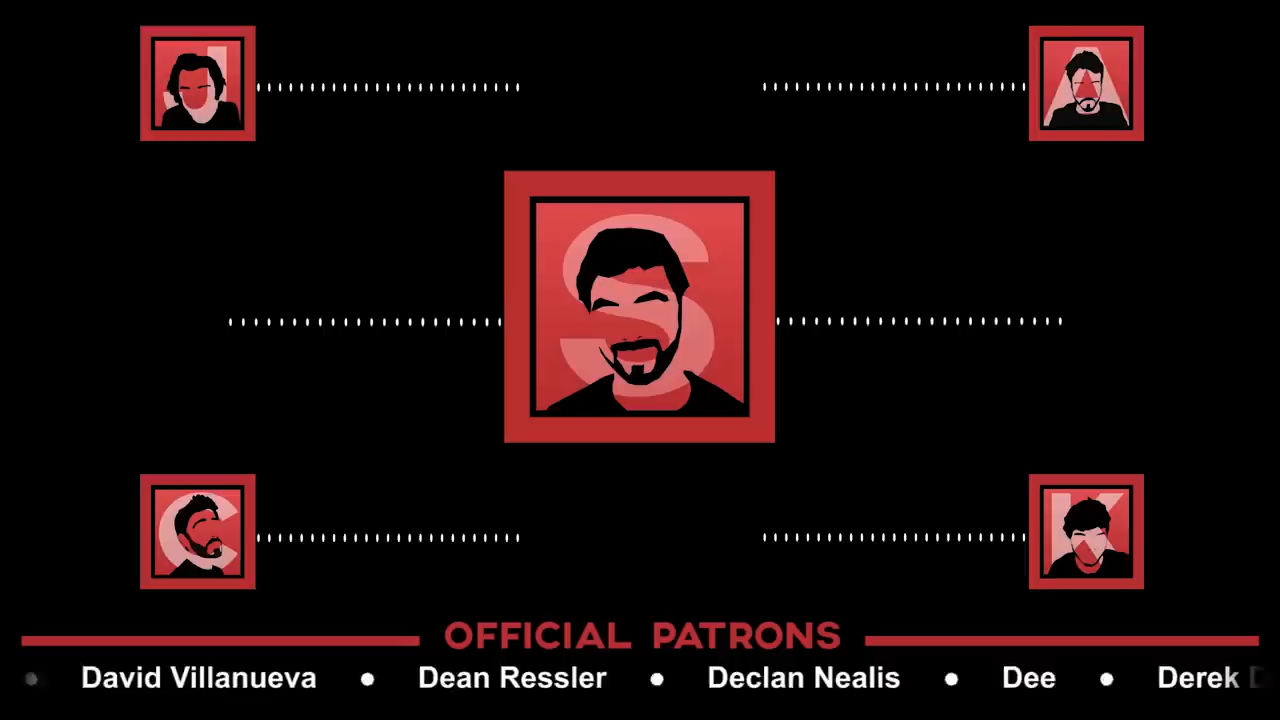 J
A
S
C
K
OFFICIAL PATRONS
David Villanueva • Dean Ressler • Declan Nealis • Dee • Derek